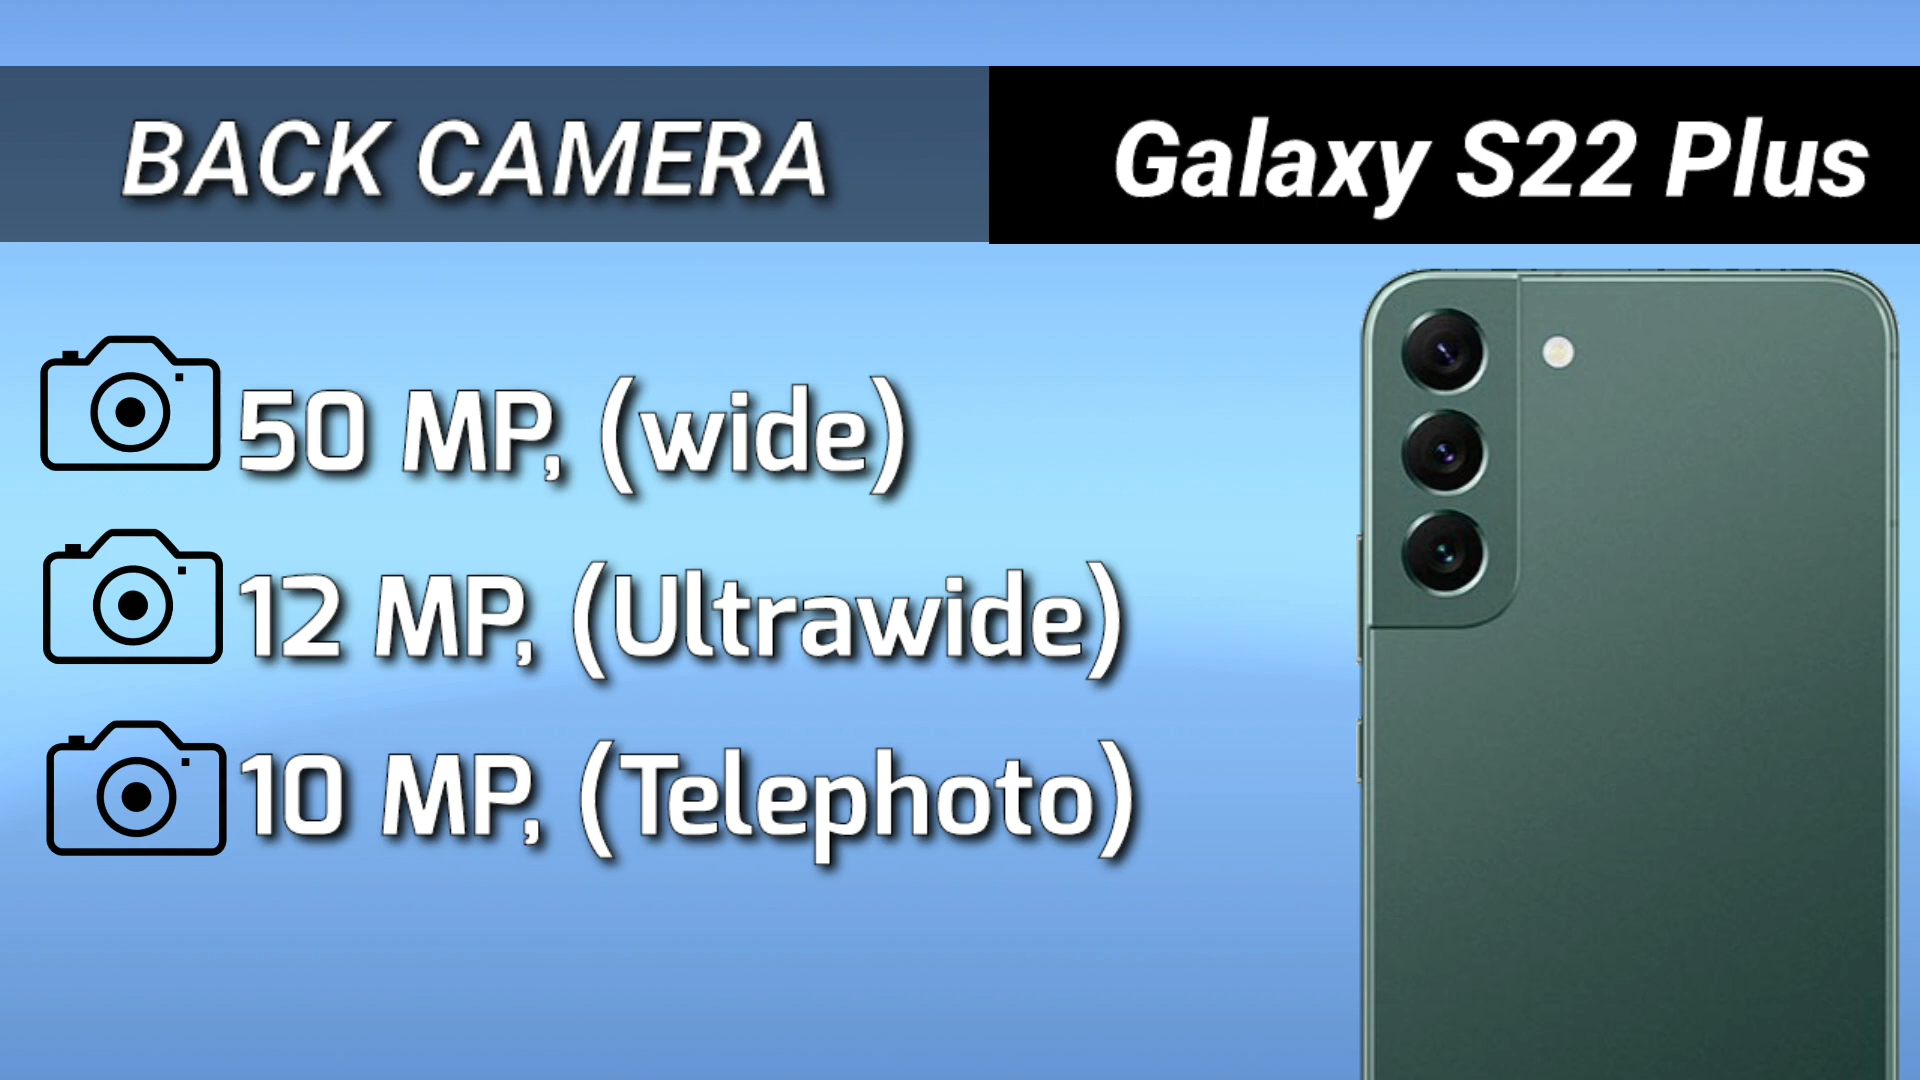 BACK CAMERA
Galaxy S22 Plus
50 MP, (wide)
12 MP, (Ultrawide)
10 MP, (Telephoto)